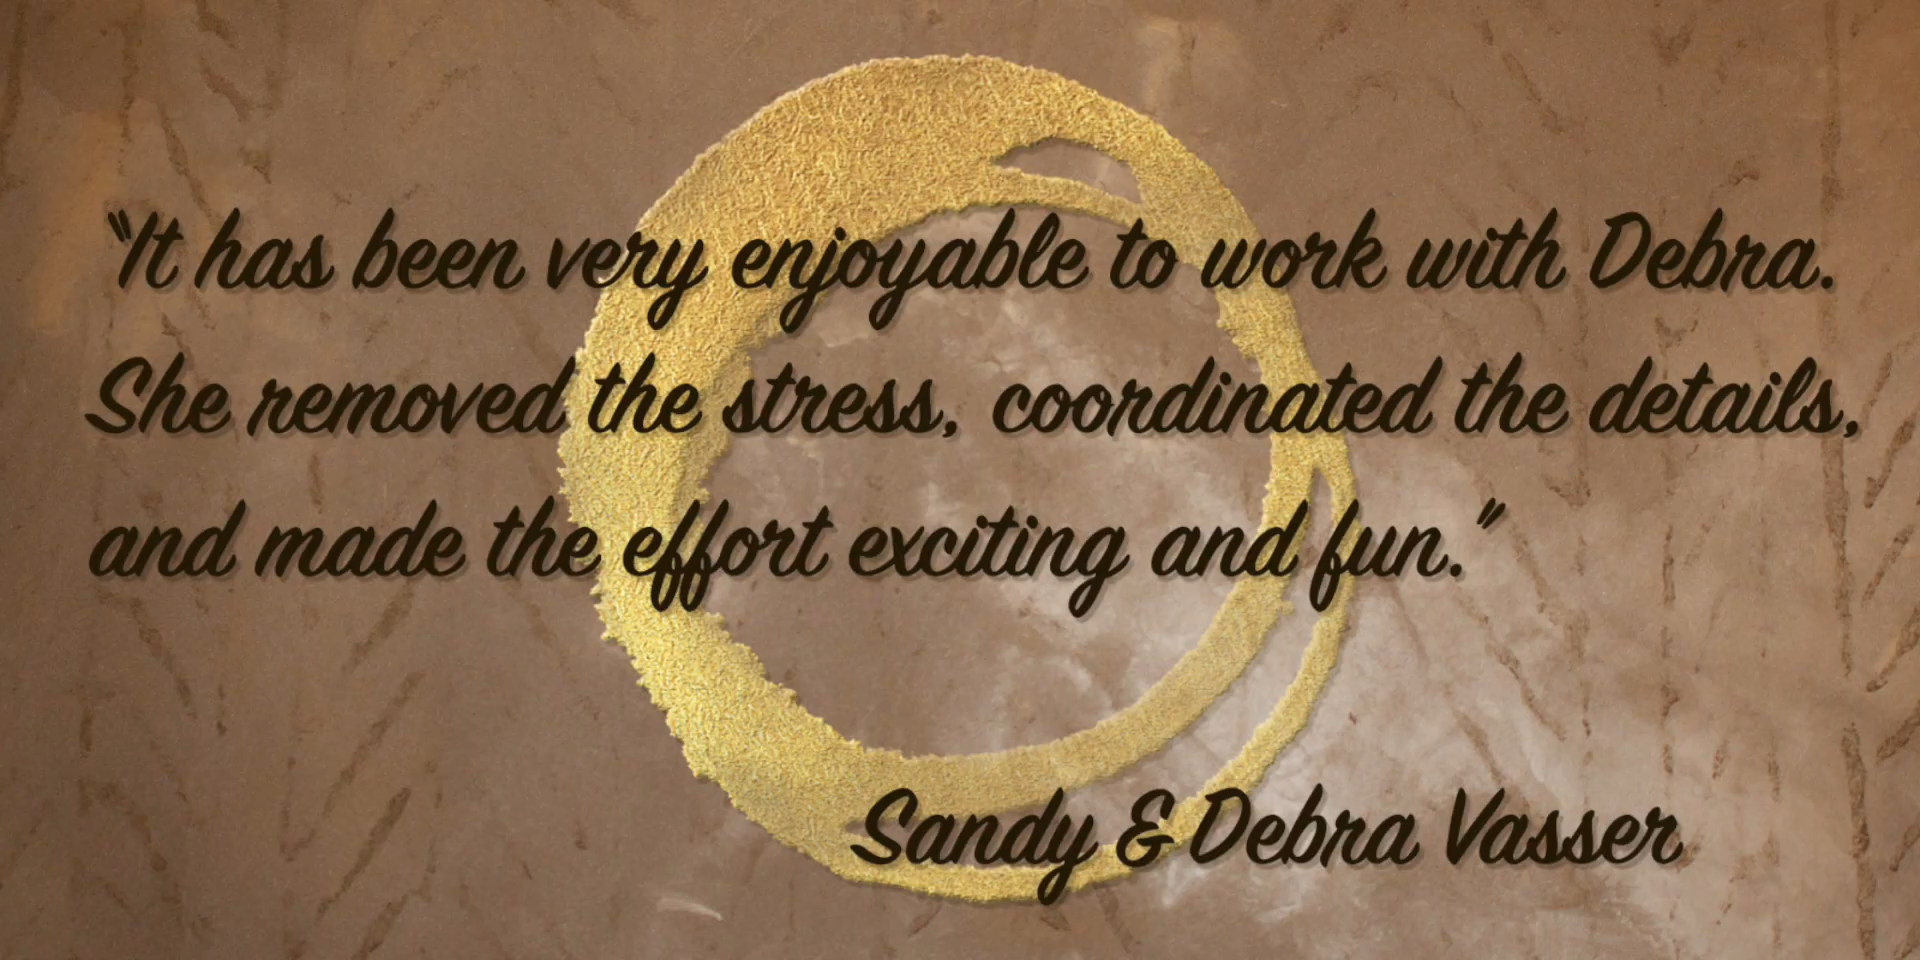 “It has been very enjoyable to work with Debra.
She removed the stress, coordinated the details,
and made the effort exciting and fun.”
Sandy & Debra Vasser